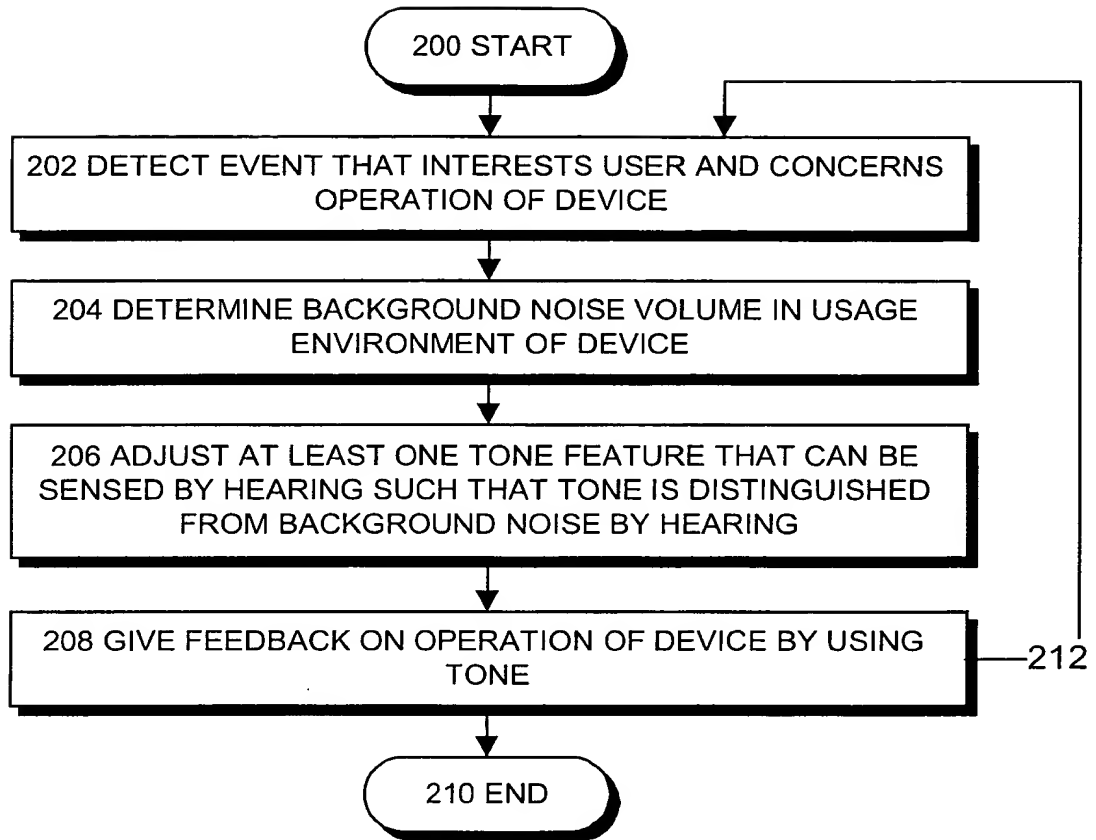 200 START
202 DETECT EVENT THAT INTERESTS USER AND CONCERNS
OPERATION OF DEVICE
204 DETERMINE BACKGROUND NOISE VOLUME IN USAGE
ENVIRONMENT OF DEVICE
206 ADJUST AT LEAST ONE TONE FEATURE THAT CAN BE
SENSED BY HEARING SUCH THAT TONE IS DISTINGUISHED
FROM BACKGROUND NOISE BY HEARING
208 GIVE FEEDBACK ON OPERATION OF DEVICE BY USING
TONE
212
210 END